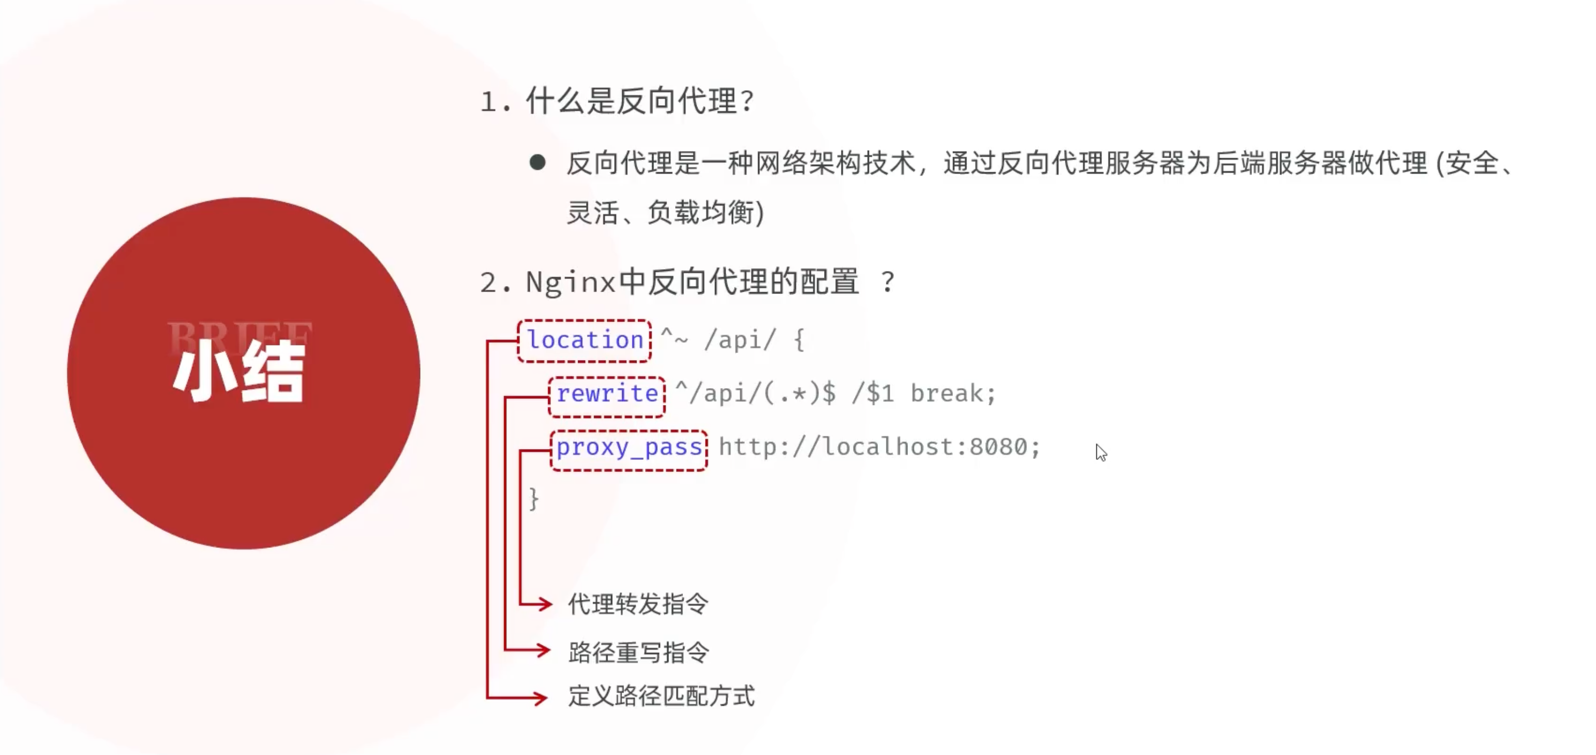 BRIEF
小结
1. 什么是反向代理？
● 反向代理是一种网络架构技术，通过反向代理服务器为后端服务器做代理 (安全、
灵活、负载均衡)
2. Nginx中反向代理的配置 ？
location ^~ /api/ {
rewrite ^/api/(.*)$ /$1 break;
proxy_pass http://localhost:8080;
}
代理转发指令
路径重写指令
定义路径匹配方式